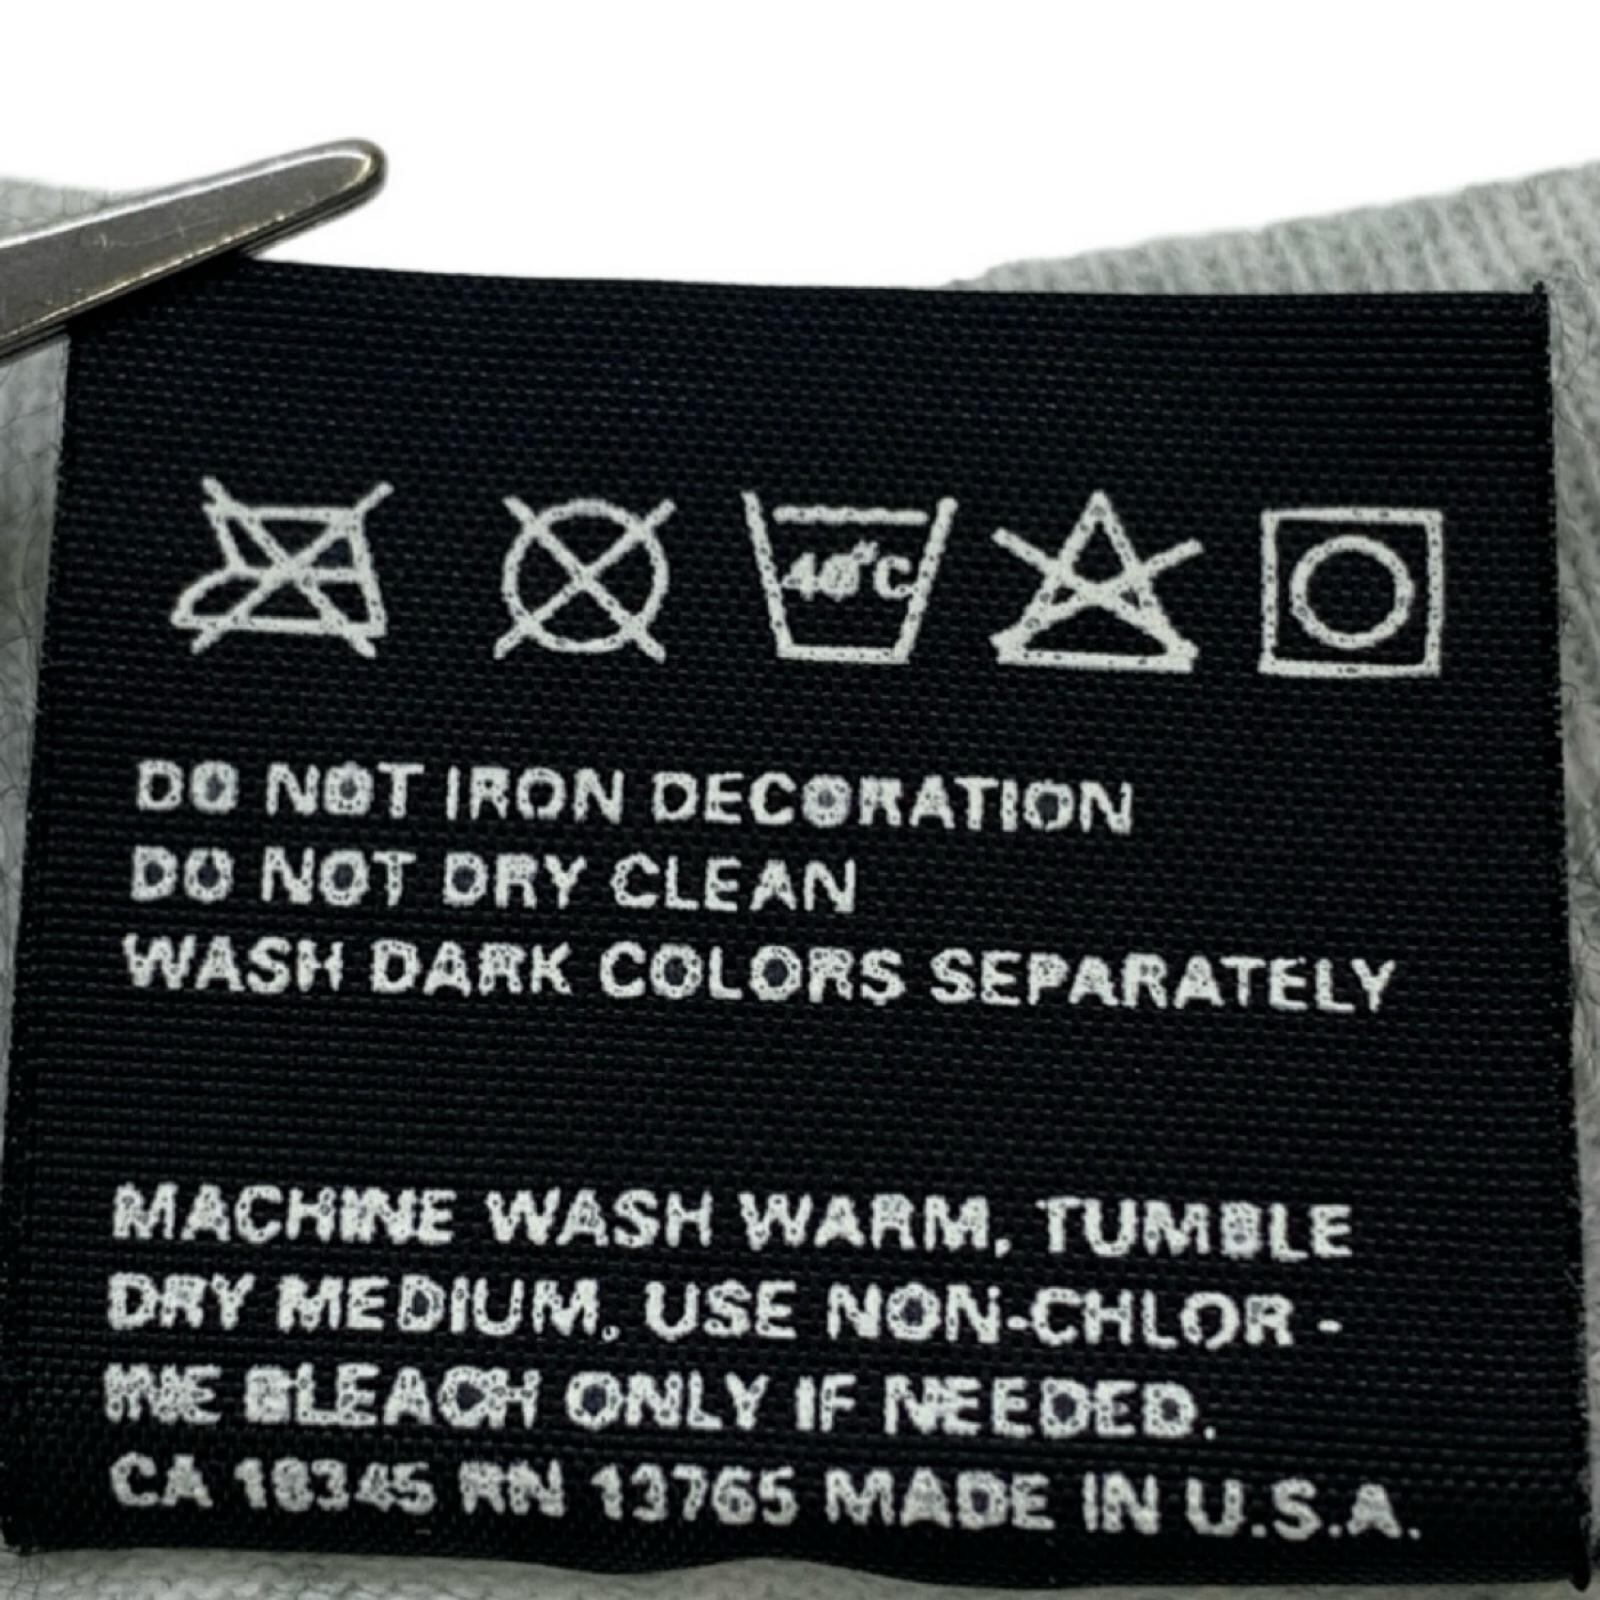 40°C
DO NOT IRON DECORATION
DO NOT DRY CLEAN
WASH DARK COLORS SEPARATELY
MACHINE WASH WARM, TUMBLE
DRY MEDIUM. USE NON-CHLOR -
INE BLEACH ONLY IF NEEDED.
CA 18345 RN 13765 MADE IN U.S.A.